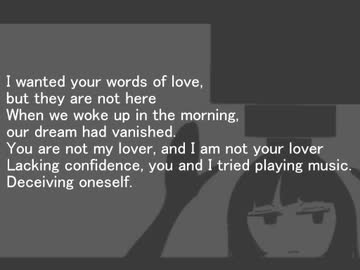 I wanted your words of love,
but they are not here
When we woke up in the morning,
our dream had vanished.
You are not my lover, and I am not your lover
Lacking confidence, you and I tried playing music.
Deceiving oneself.